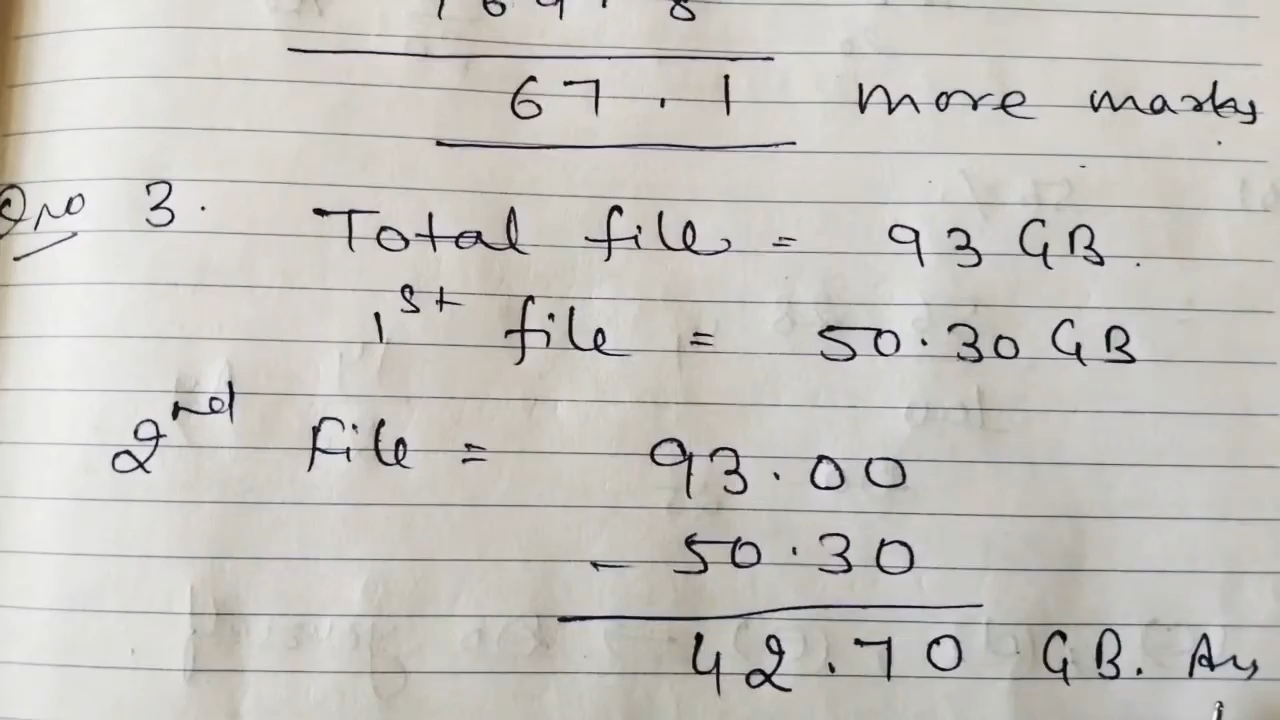 67.1 more marks
Qno 3. Total file = 93 GB.
1st file = 50.30 GB
2nd File = 93.00
- 50.30
42.70 GB. Ans